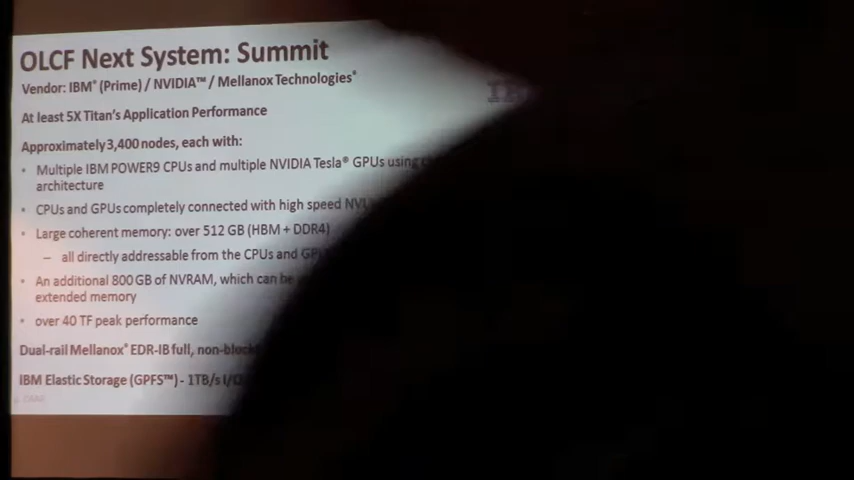 OLCF Next System: Summit
Vendor: IBM® (Prime) / NVIDIA™ / Mellanox Technologies®
At least 5X Titan's Application Performance
Approximately 3,400 nodes, each with:
• Multiple IBM POWER9 CPUs and multiple NVIDIA Tesla® GPUs using
architecture
• CPUs and GPUs completely connected with high speed
• Large coherent memory: over 512 GB (HBM + DDR4)
– all directly addressable from the CPUs and
• An additional 800 GB of NVRAM, which can be
extended memory
• over 40 TF peak performance
Dual-rail Mellanox® EDR-IB full,
IBM Elastic Storage (GPFS™) - 1TB/s